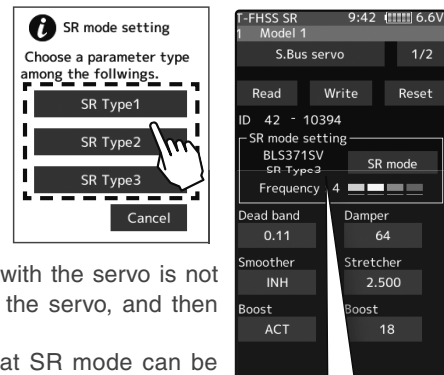 SR mode setting
Choose a parameter type
among the follwings.
SR Type1
SR Type2
SR Type3
Cancel
with the servo is not
the servo, and then
at SR mode can be
T-FHSS SR 9:42 6.6V
1 Model 1
S.Bus servo 1/2
Read Write Reset
ID 42 - 10394
SR mode setting
BLS371SV
SR Type3
SR mode
Frequency 4
Dead band Damper
0.11 64
Smoother Stretcher
INH 2.500
Boost Boost
ACT 18